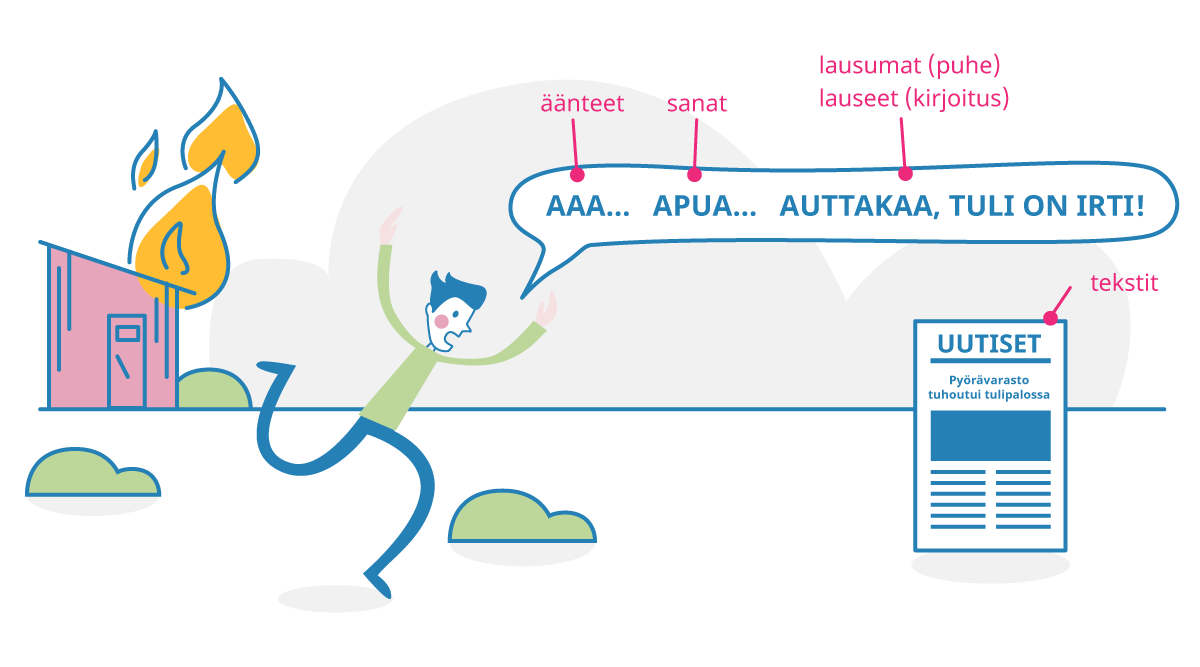 lausumat (puhe)
lauseet (kirjoitus)
äänteet
sanat
AAA... APUA... AUTTAKAA, TULI ON IRTI!
tekstit
UUTISET
Pyörävarasto
tuhoutui tulipalossa